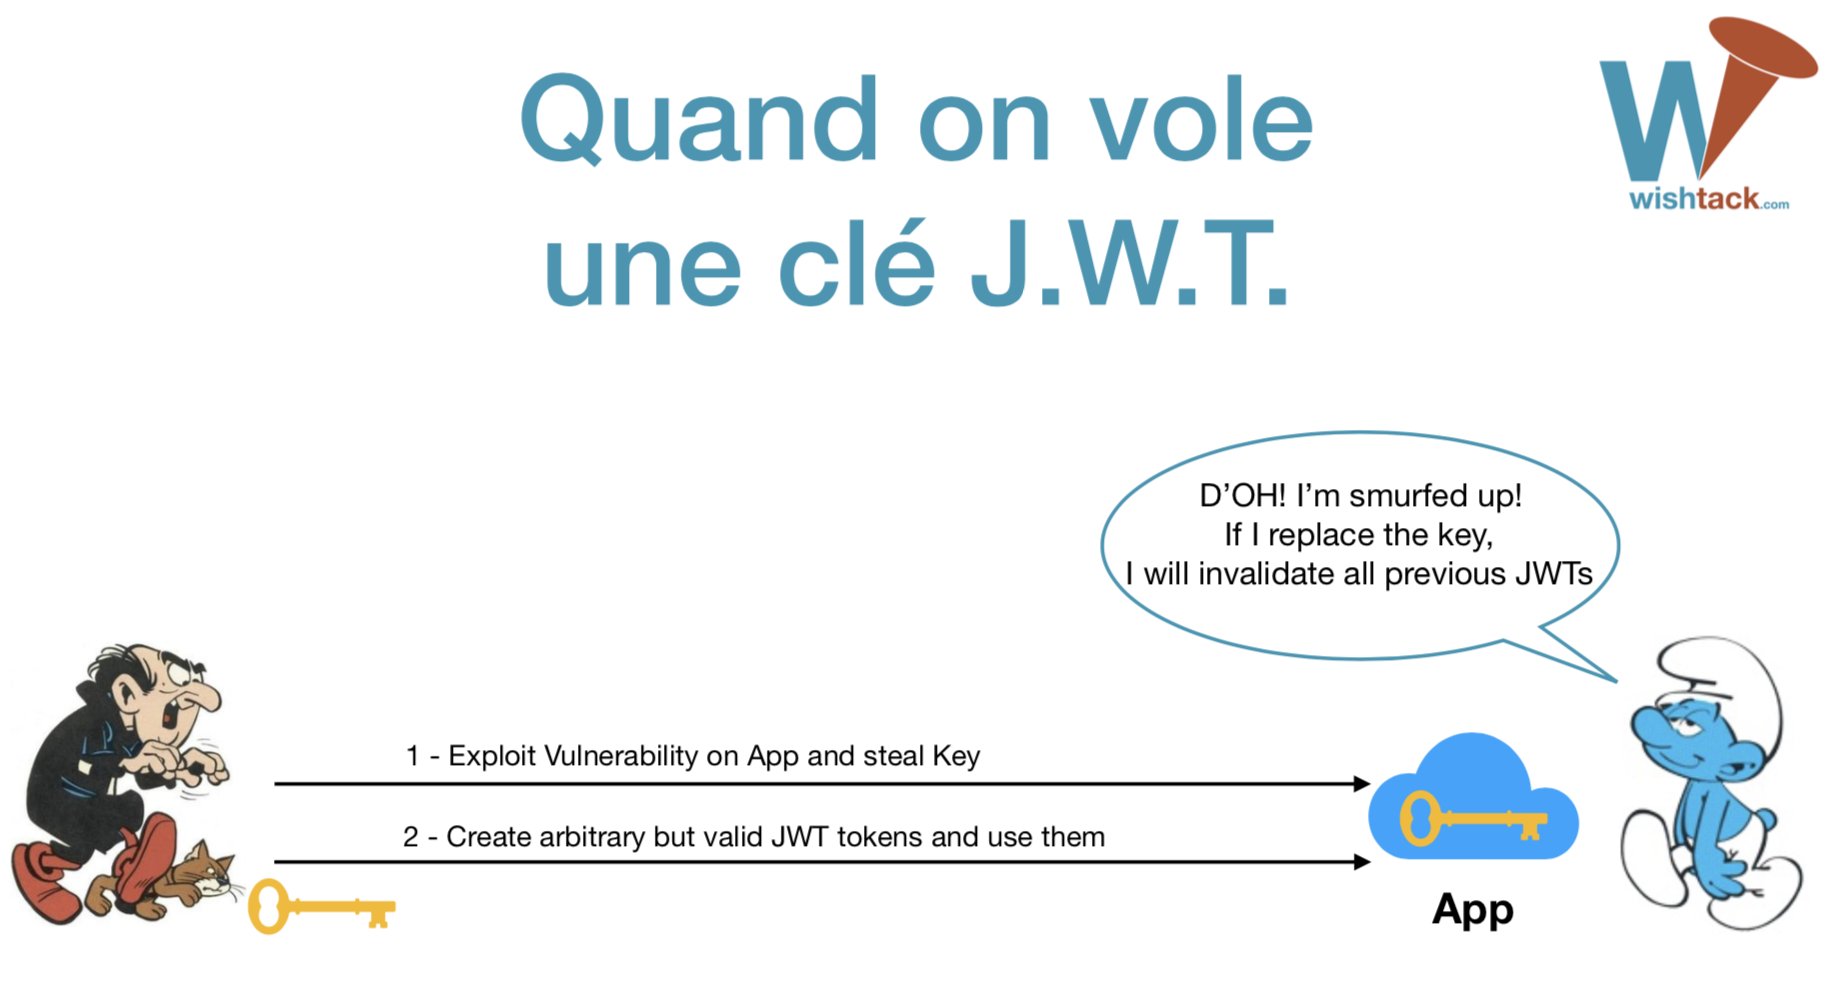 Quand on vole
une clé J.W.T.
wishtack.com
D'OH! I'm smurfed up!
If I replace the key,
I will invalidate all previous JWTs
1 - Exploit Vulnerability on App and steal Key
2 - Create arbitrary but valid JWT tokens and use them
App